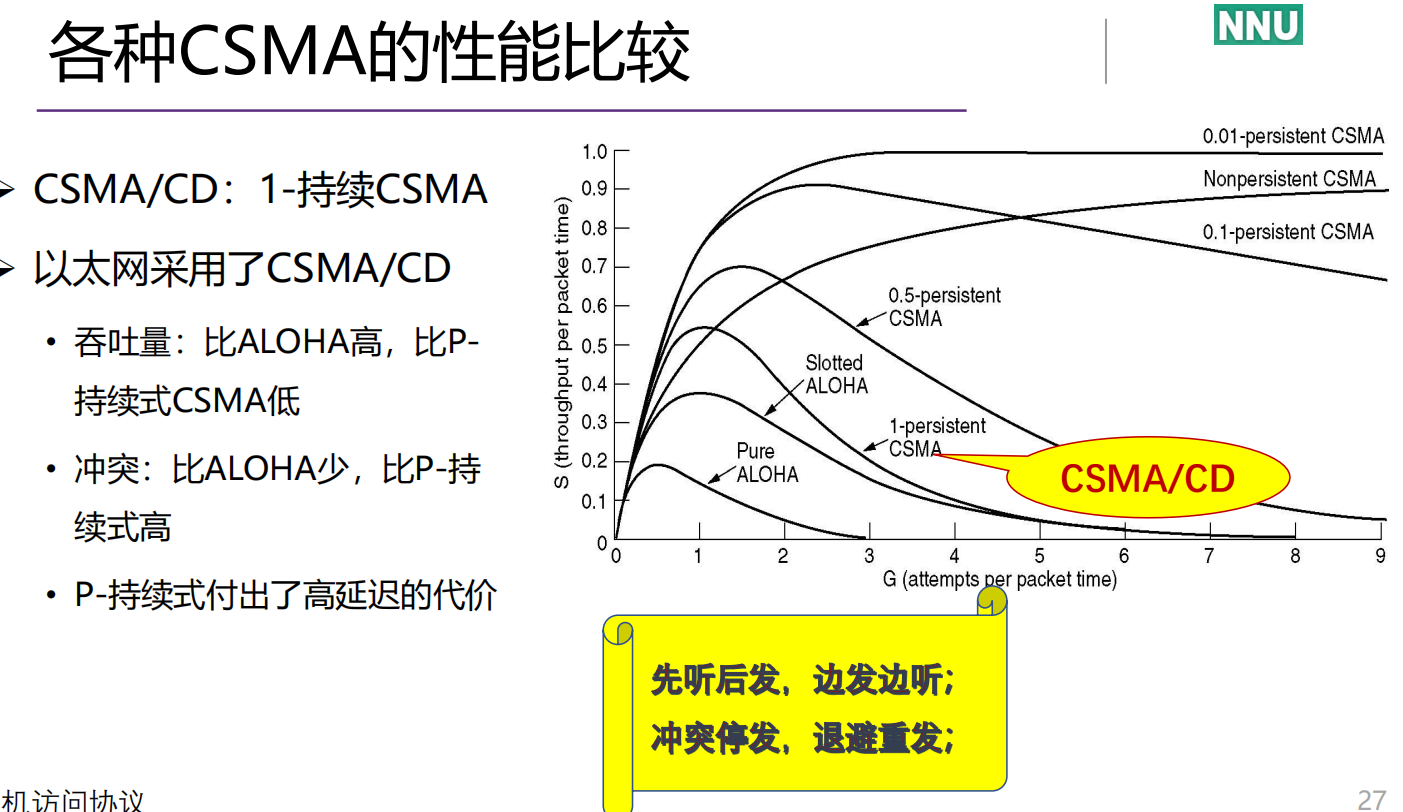 各种CSMA的性能比较
NNU
CSMA/CD：1-持续CSMA
以太网采用了CSMA/CD
• 吞吐量：比ALOHA高，比P-
持续式CSMA低
• 冲突：比ALOHA少，比P-持
续式高
• P-持续式付出了高延迟的代价
S (throughput per packet time)
1.0
0.9
0.8
0.7
0.6
0.5
0.4
0.3
0.2
0.1
0
0.01-persistent CSMA
Nonpersistent CSMA
0.1-persistent CSMA
0.5-persistent
CSMA
Slotted
ALOHA
1-persistent
CSMA
Pure
ALOHA
CSMA/CD
0 1 2 3 4 5 6 7 8 9
G (attempts per packet time)
先听后发，边发边听；
冲突停发，退避重发；
机访问协议
27